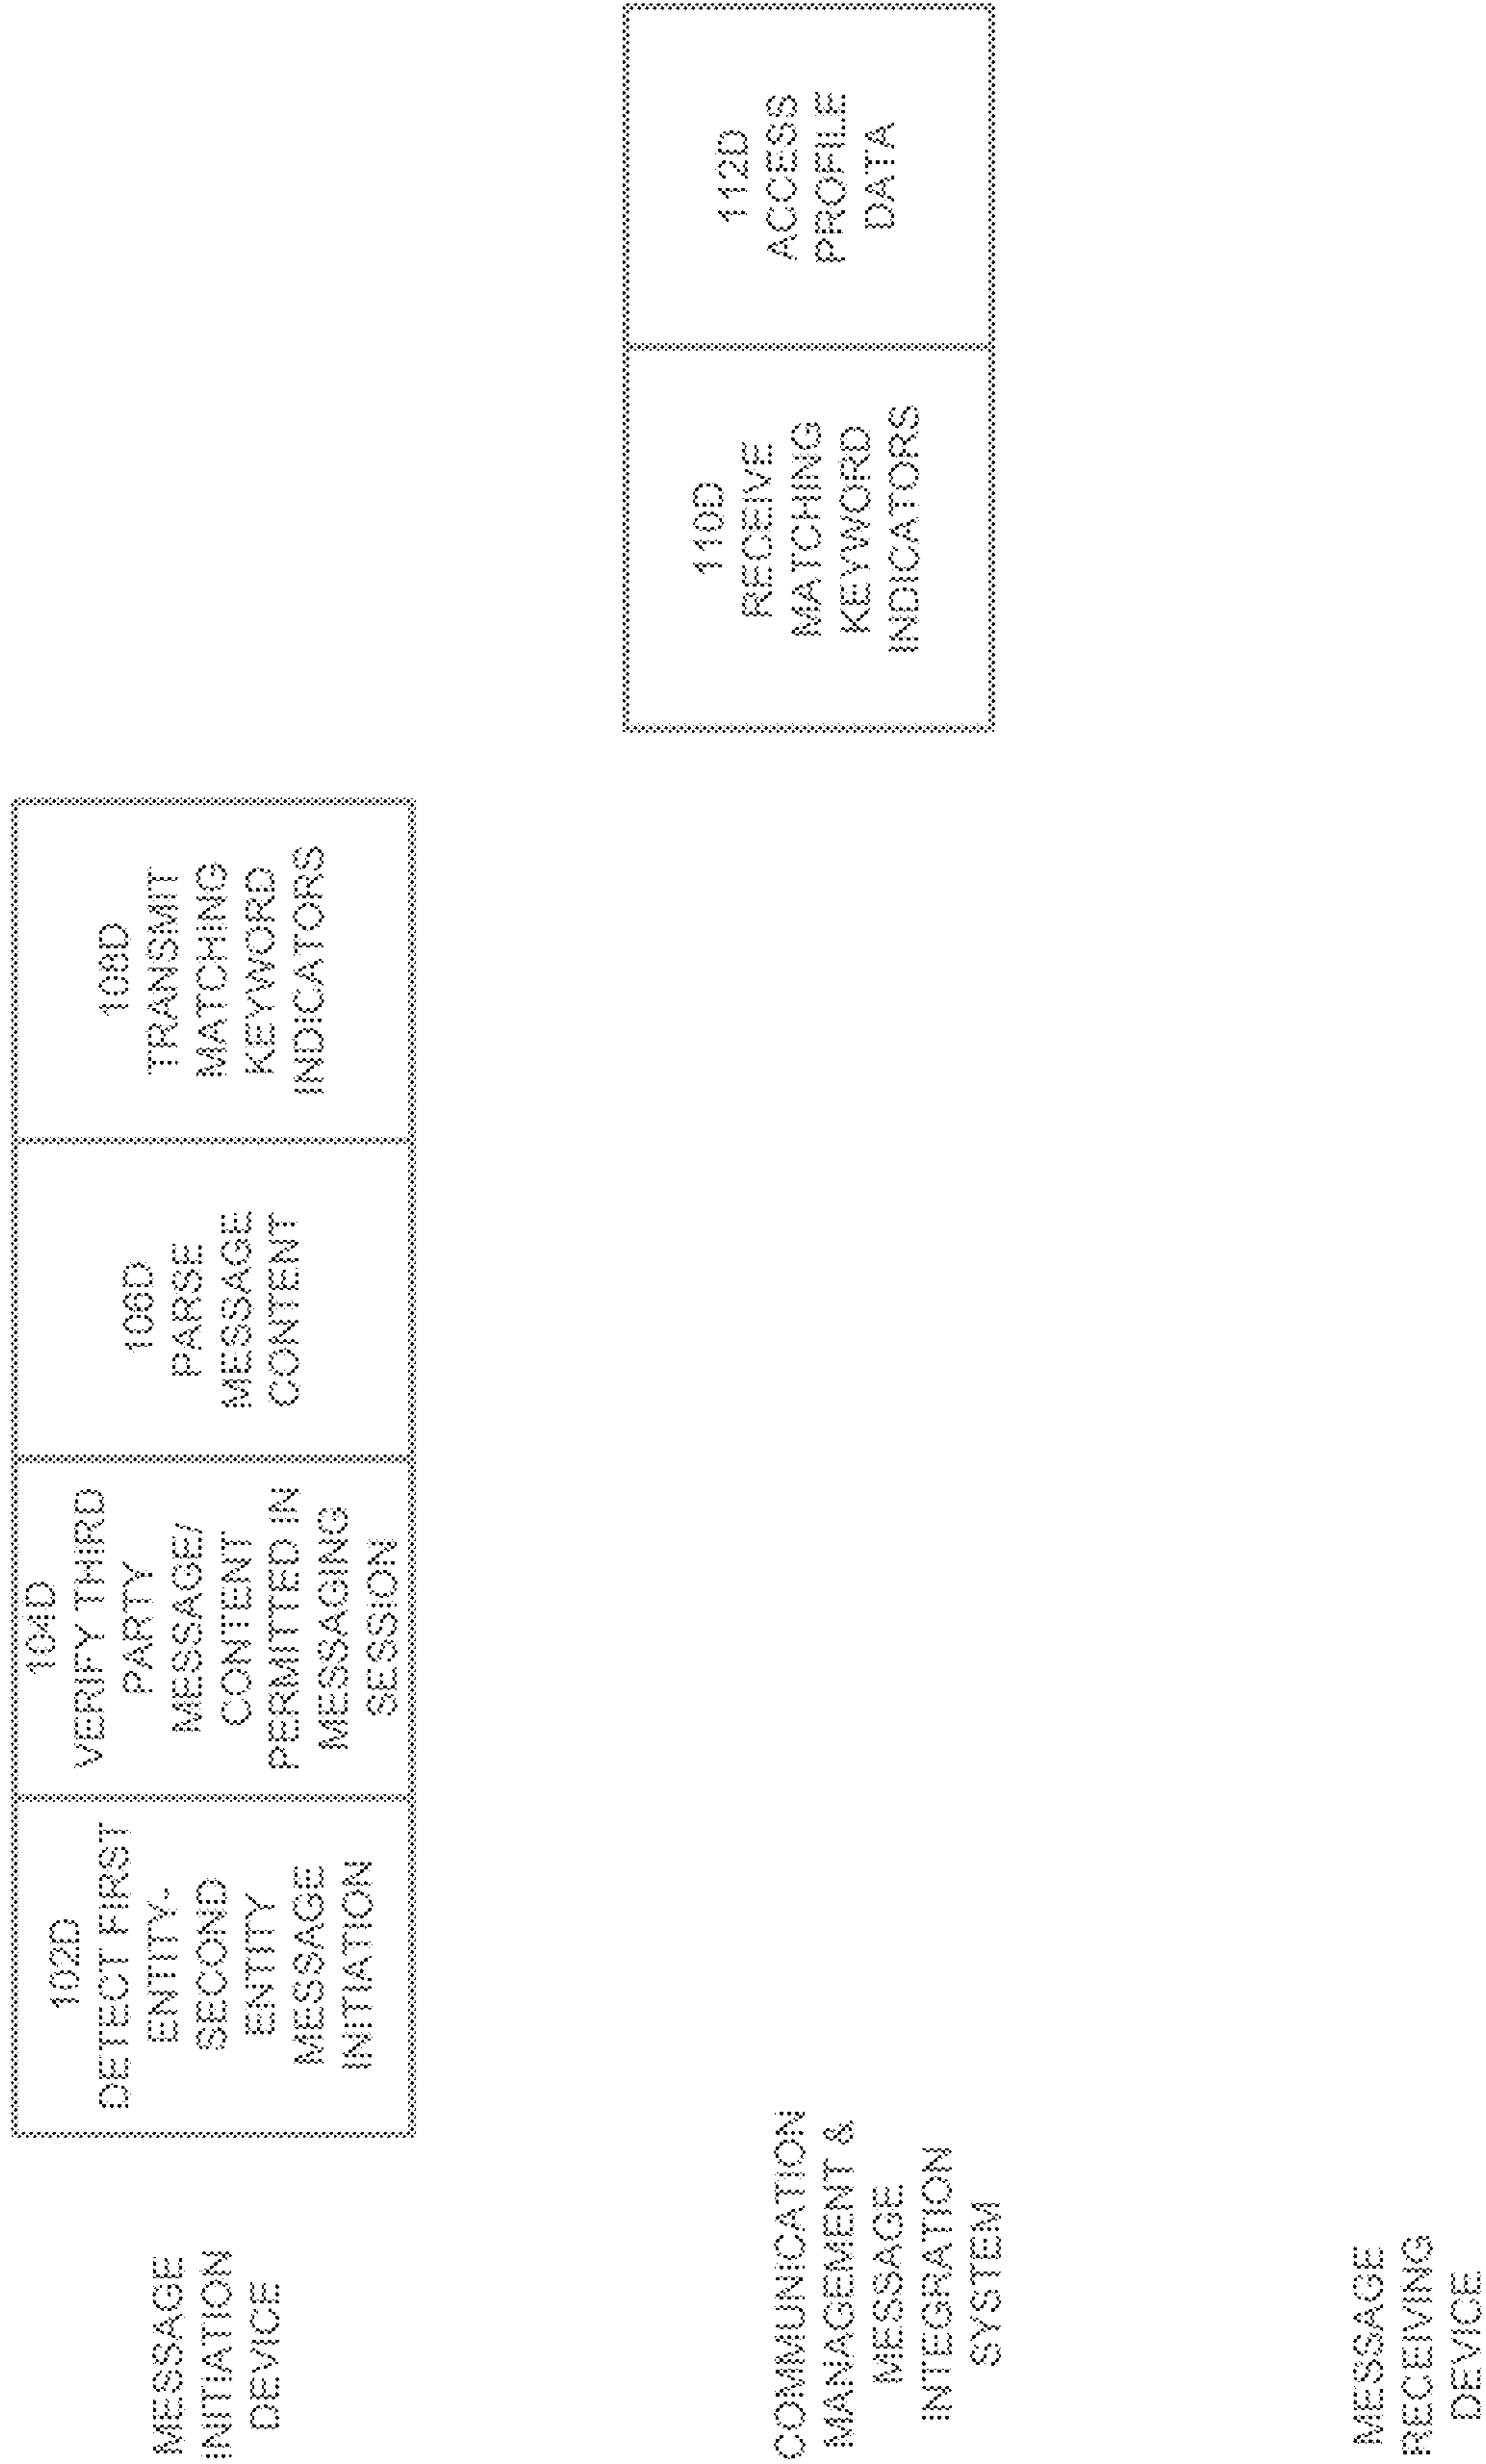 MESSAGE
INITIATION
DEVICE
102D
DETECT FIRST
ENTITY-
SECOND
ENTITY
MESSAGE
INITIATION
104D
VERIFY THIRD
PARTY
MESSAGE/
CONTENT
PERMITTED IN
MESSAGING
SESSION
106D
PARSE
MESSAGE
CONTENT
108D
TRANSMIT
MATCHING
KEYWORD
INDICATORS
COMMUNICATION
MANAGEMENT &
MESSAGE
INTEGRATION
SYSTEM
110D
RECEIVE
MATCHING
KEYWORD
INDICATORS
112D
ACCESS
PROFILE
DATA
MESSAGE
RECEIVING
DEVICE